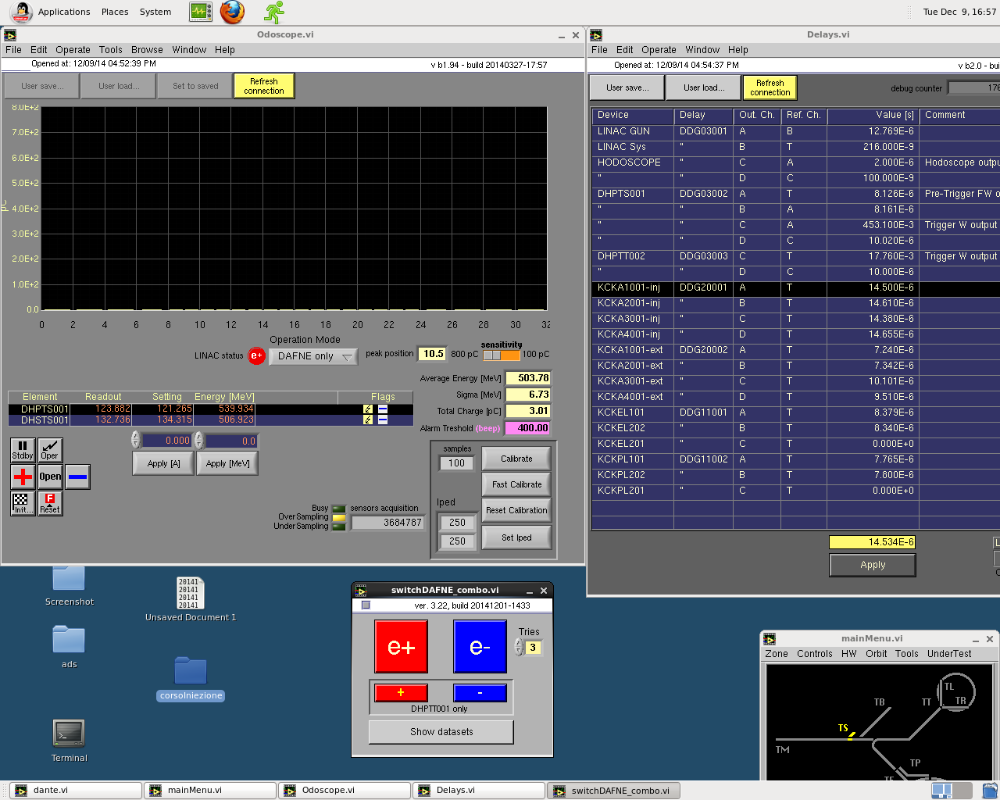 Applications Places System
Tue Dec 9, 16:57
Odoscope.vi
File Edit Operate Tools Browse Window Help
Opened at: 12/09/14 04:52:39 PM
v b1.94 - build 20140327-17:57
User save... User load... Set to saved Refresh connection
8.0E+2
7.0E+2
6.0E+2
5.0E+2
4.0E+2
3.0E+2
2.0E+2
1.0E+2
0.0
pC
0 2 4 6 8 10 12 14 16 18 20 22 24 26 28 30 32
Operation Mode
LINAC status e+ DAFNE only
peak position 10.5 800 pC sensitivity 100 pC
Average Energy [MeV] 503.78
Sigma [MeV] 6.73
Total Charge [pC] 3.01
Alarm Treshold (beep) 400.00
Element Readout Setting Energy [MeV] Flags
DHPTS001 123.882 121.265 539.934
DHSTS001 132.736 134.315 506.923
0.000 0.0
Apply [A] Apply [MeV]
Stdby Oper
Open
Init... F Reset
Busy
OverSampling
UnderSampling
sensors acquisition
3684787
samples
100
Iped
250
250
Calibrate
Fast Calibrate
Reset Calibration
Set Iped
Delays.vi
File Edit Operate Window Help
Opened at: 12/09/14 04:54:37 PM
v b2.0 - bui
User save... User load... Refresh connection
debug counter 176
Device Delay Out. Ch. Ref. Ch. Value [s] Comment
LINAC GUN DDG03001 A B 12.769E-6
LINAC Sys " B T 216.000E-9
HODOSCOPE " C A 2.000E-6 Hodoscope outpu
" " D C 100.000E-9
DHPTS001 DDG03002 A T 8.126E-6 Pre-Trigger FW o
" " B A 8.161E-6
" " C A 453.100E-3 Trigger W output
" " D C 10.020E-6
DHPTT002 DDG03003 C T 17.760E-3 Trigger W output
" " D C 10.000E-6
KCKA1001-inj DDG20001 A T 14.500E-6
KCKA2001-inj " B T 14.610E-6
KCKA3001-inj " C T 14.380E-6
KCKA4001-inj " D T 14.655E-6
KCKA1001-ext DDG20002 A T 7.240E-6
KCKA2001-ext " B T 7.342E-6
KCKA3001-ext " C T 10.101E-6
KCKA4001-ext " D T 9.510E-6
KCKEL101 DDG11001 A T 8.379E-6
KCKEL202 " B T 8.340E-6
KCKEL201 " C T 0.000E+0
KCKPL101 DDG11002 A T 7.765E-6
KCKPL202 " B T 7.800E-6
KCKPL201 " C T 0.000E+0
14.534E-6
Apply
Screenshot
20141
20141
20141
20141
Unsaved Document 1
ads
corsoIniezione
Terminal
switchDAFNE_combo.vi
ver. 3.22, build 20141201-1433
e+ e-
Tries
3
+ -
DHPTT001 only
Show datasets
mainMenu.vi
Zone Controls HW Orbit Tools UnderTest
TL
TB TT TR
TS
TM
TP
dante.vi mainMenu.vi Odoscope.vi Delays.vi switchDAFNE_combo.vi